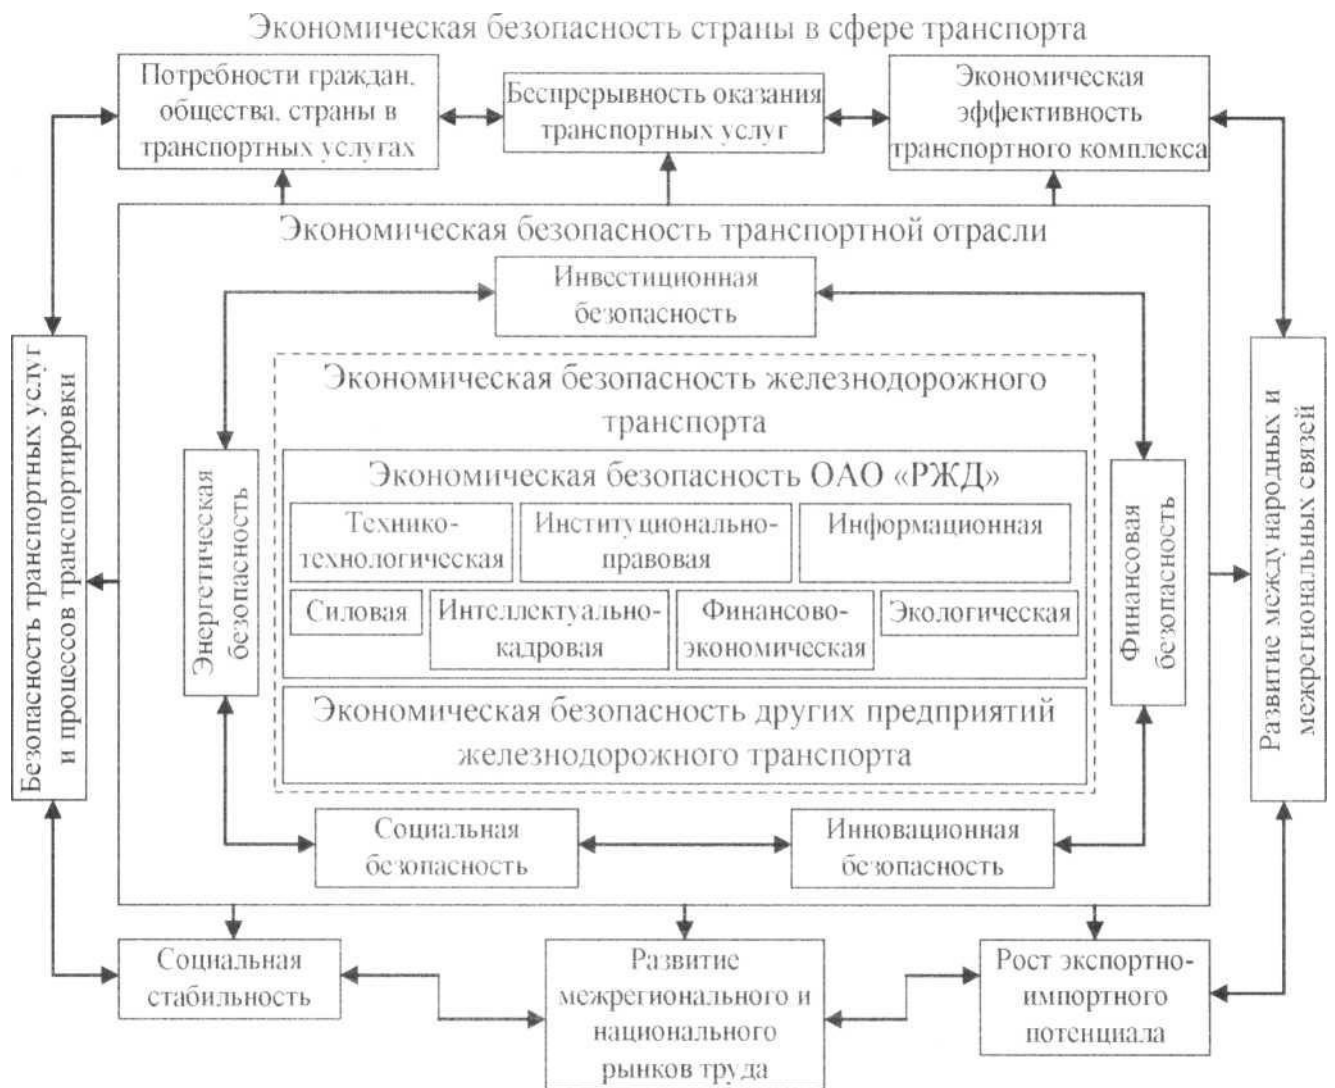 Экономическая безопасность страны в сфере транспорта
Потребности граждан,
общества, страны в
транспортных услугах
Беспрерывность оказания
транспортных услуг
Экономическая
эффективность
транспортного комплекса
Экономическая безопасность транспортной отрасли
Инвестиционная
безопасность
Безопасность транспортных услуг
и процессов транспортировки
Энергетическая
безопасность
Экономическая безопасность железнодорожного
транспорта
Экономическая безопасность ОАО «РЖД»
Технико-
технологическая
Институционально-
правовая
Информационная
Силовая
Интеллектуально-
кадровая
Финансово-
экономическая
Экологическая
Экономическая безопасность других предприятий
железнодорожного транспорта
Финансовая
безопасность
Развитие международных и
межрегиональных связей
Социальная
безопасность
Инновационная
безопасность
Социальная
стабильность
Развитие
межрегионального и
национального
рынков труда
Рост экспортно-
импортного
потенциала